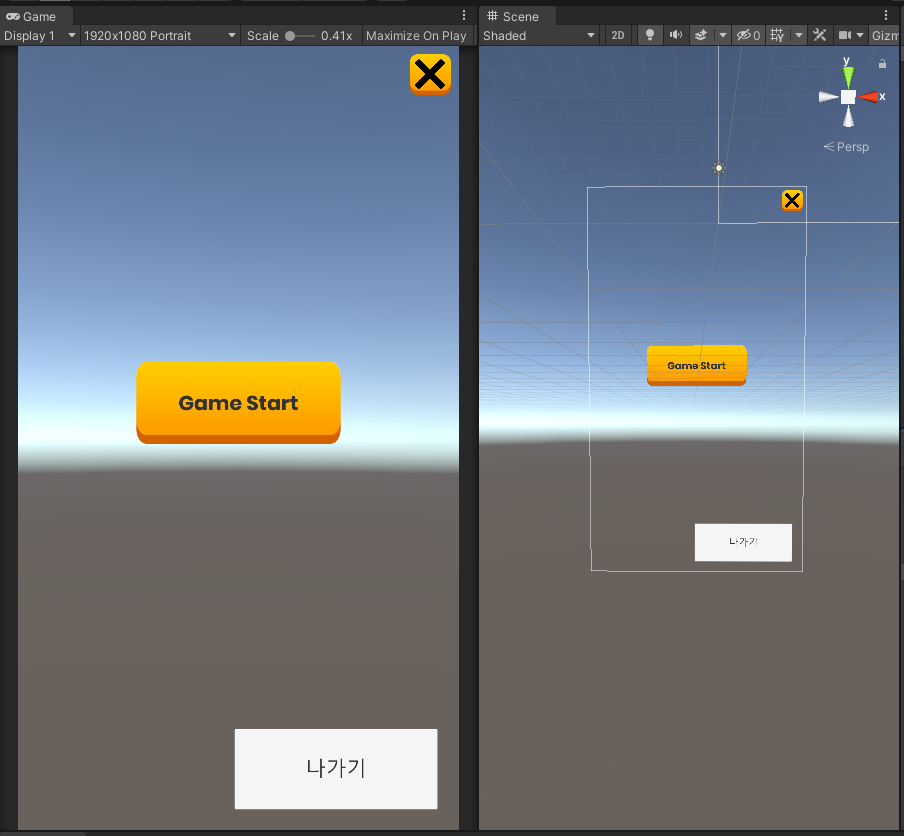 Game
Display 1
1920x1080 Portrait
Scale
0.41x
Maximize On Play
Game Start
나가기
Scene
Shaded
2D
0
Gizm
y
x
Persp
Game Start
나가기